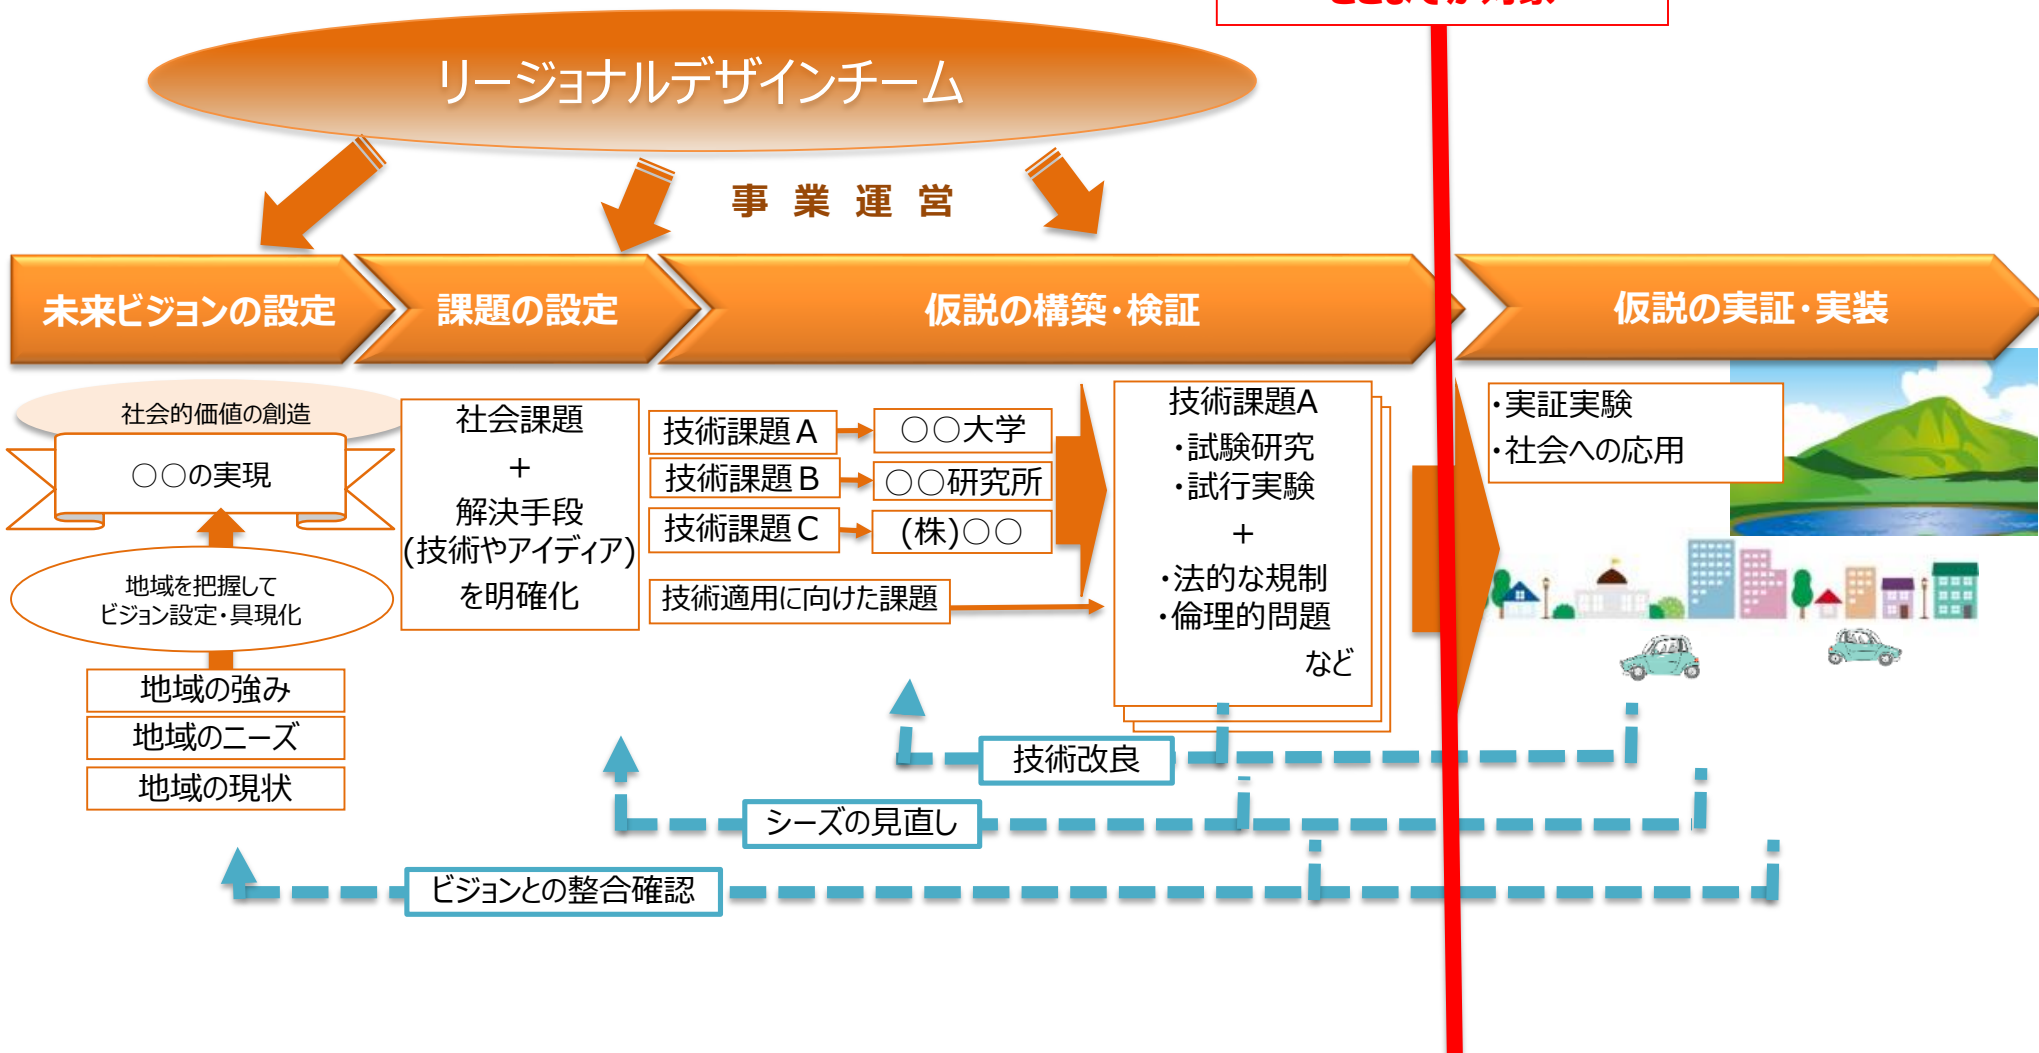 ここまでが対象
リージョナルデザインチーム
事 業 運 営
未来ビジョンの設定
課題の設定
仮説の構築・検証
仮説の実証・実装
社会的価値の創造
○○の実現
地域を把握して
ビジョン設定・具現化
地域の強み
地域のニーズ
地域の現状
社会課題
+
解決手段
(技術やアイディア)
を明確化
技術課題A
○○大学
技術課題B
○○研究所
技術課題C
(株)○○
技術適用に向けた課題
技術課題A
・試験研究
・試行実験
+
・法的な規制
・倫理的問題
など
・実証実験
・社会への応用
技術改良
シーズの見直し
ビジョンとの整合確認